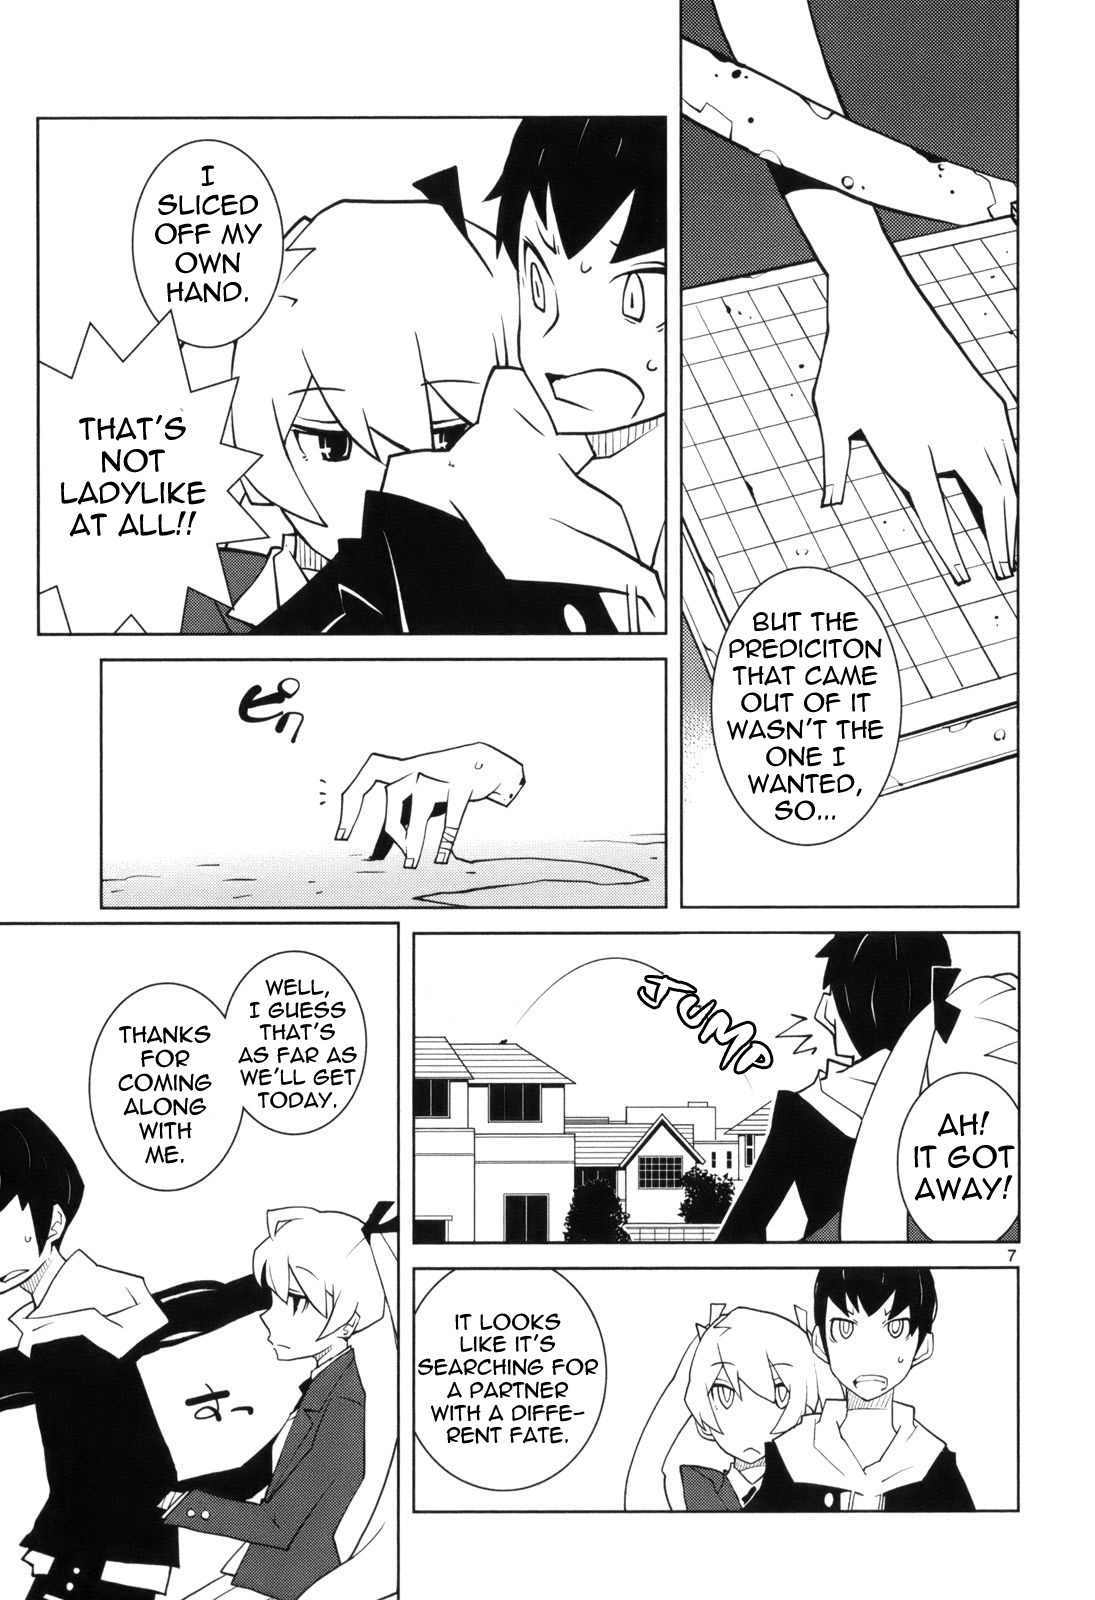 BUT THE
PREDICITON
THAT CAME
OUT OF IT
WASN'T THE
ONE I
WANTED,
SO...
I
SLICED
OFF MY
OWN
HAND.
THAT'S
NOT
LADYLIKE
AT ALL!!
ピク
JUMP
AH!
IT GOT
AWAY!
7
IT LOOKS
LIKE IT'S
SEARCHING FOR
A PARTNER
WITH A DIFFE-
RENT FATE.
WELL,
I GUESS
THAT'S
AS FAR AS
WE'LL GET
TODAY.
THANKS
FOR
COMING
ALONG
WITH
ME.
すっ